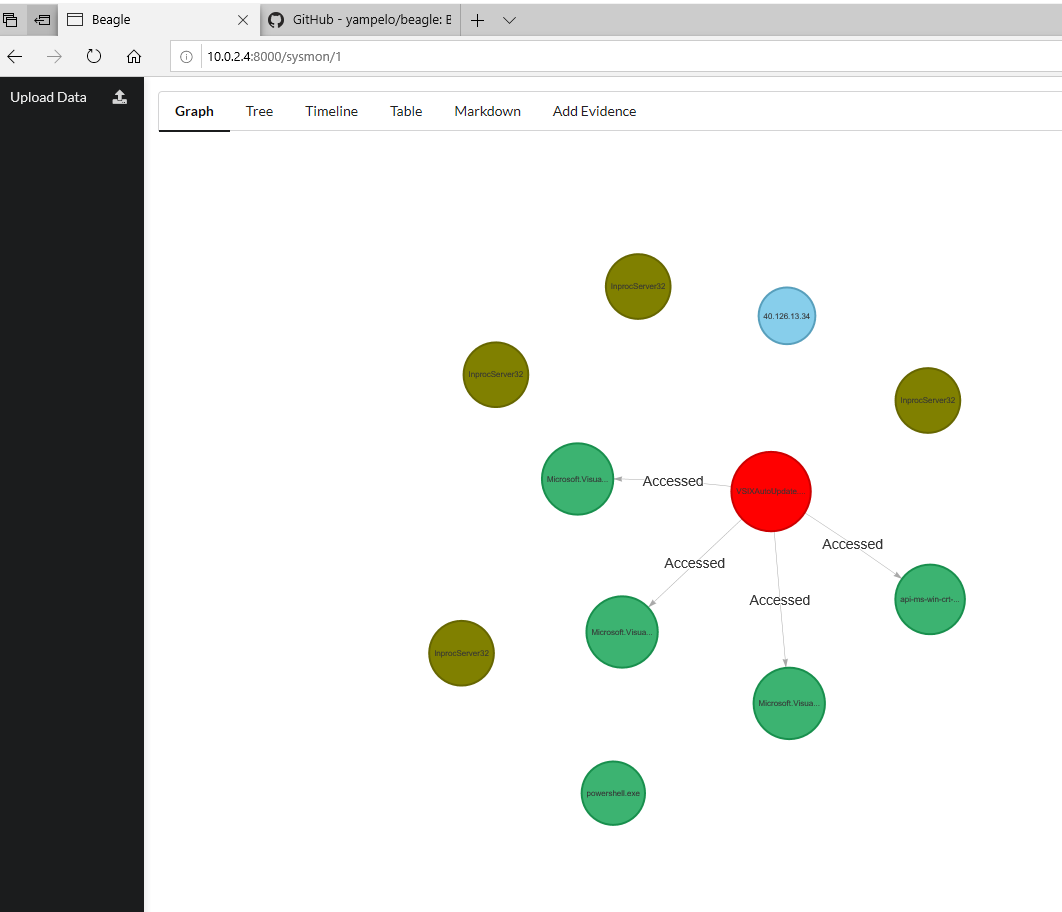 Beagle
GitHub - yampelo/beagle: B
10.0.2.4:8000/sysmon/1
Upload Data
Graph Tree Timeline Table Markdown Add Evidence
InprocServer32
40.126.13.34
InprocServer32
InprocServer32
Microsoft.Visua...
Accessed
Accessed
Accessed
api-ms-win-crt-...
Accessed
Microsoft.Visua...
InprocServer32
Microsoft.Visua...
powershell.exe